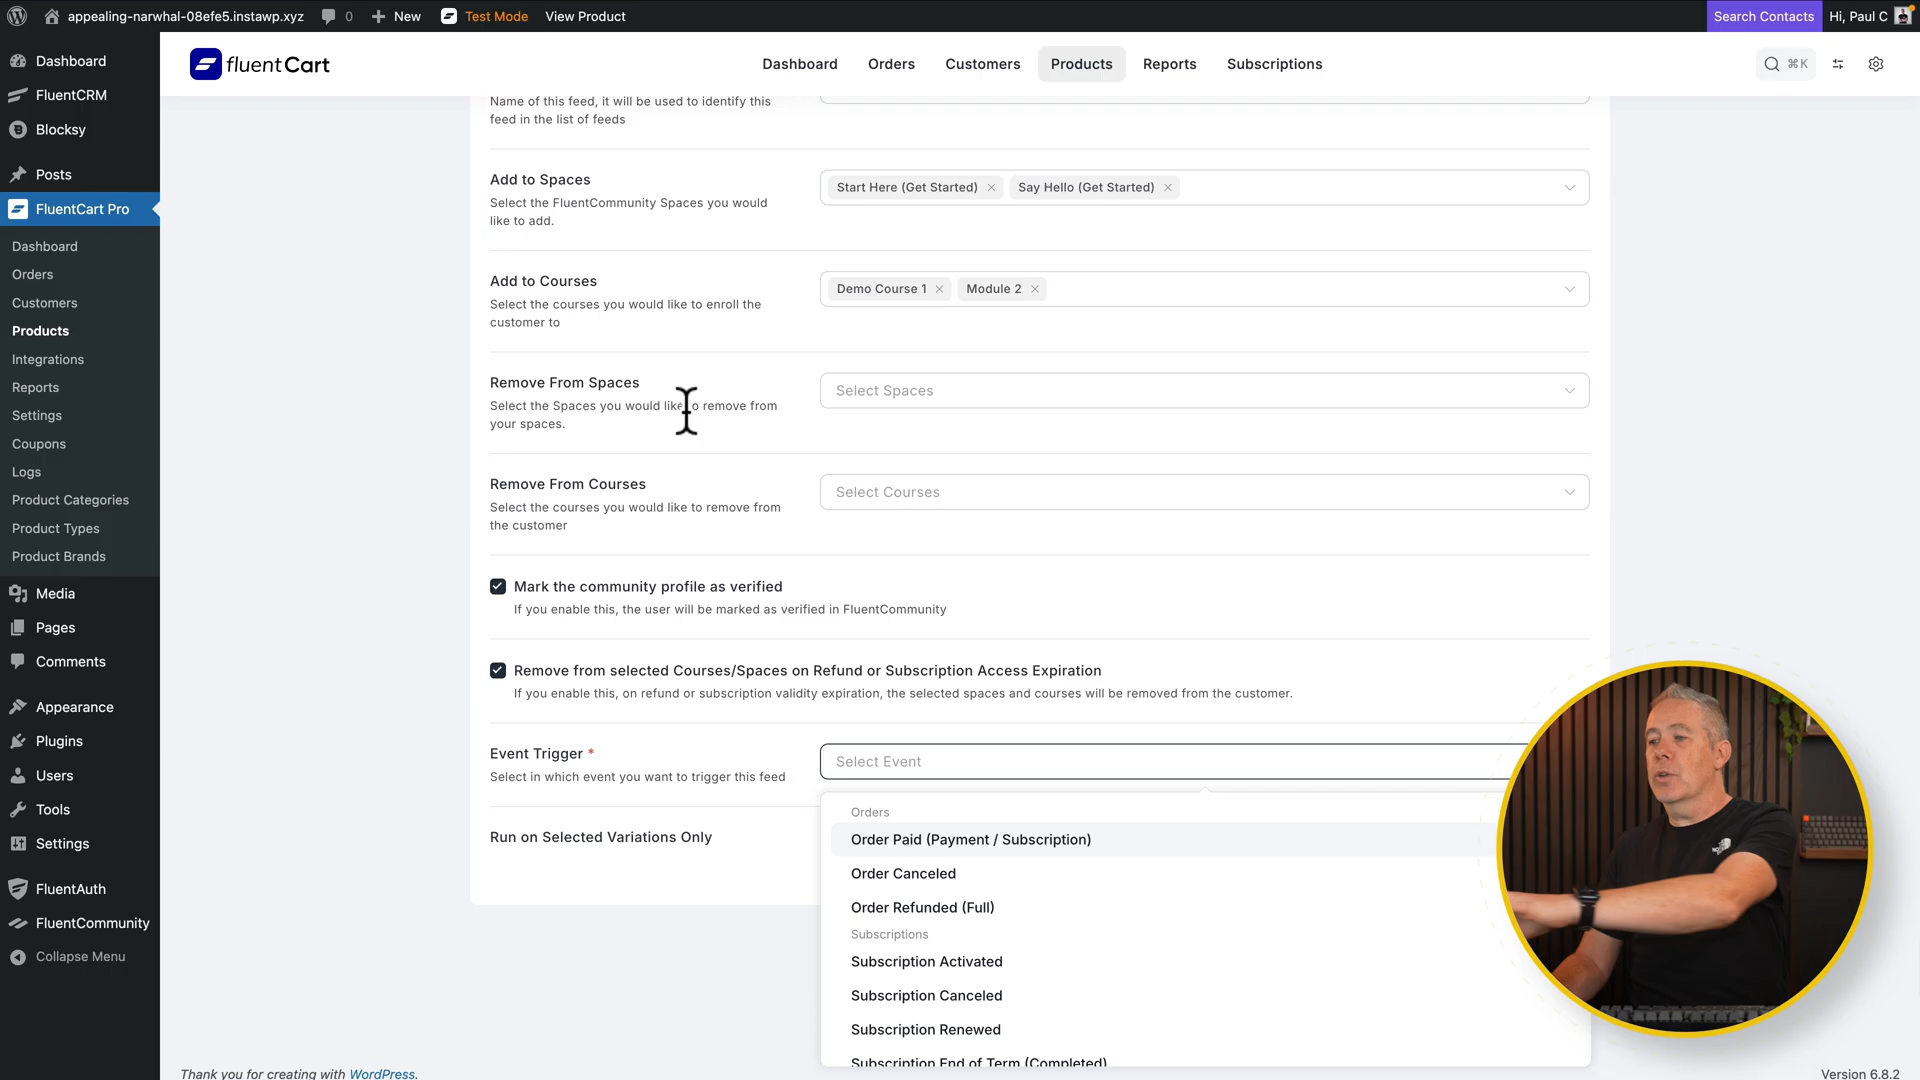 appealing-narwhal-08efe5.instawp.xyz
0
New
Test Mode
View Product
Search Contacts
Hi, Paul C
Dashboard
FluentCRM
Blocksy
Posts
FluentCart Pro
Dashboard
Orders
Customers
Products
Integrations
Reports
Settings
Coupons
Logs
Product Categories
Product Types
Product Brands
Media
Pages
Comments
Appearance
Plugins
Users
Tools
Settings
FluentAuth
FluentCommunity
Collapse Menu
fluentCart
Dashboard
Orders
Customers
Products
Reports
Subscriptions
⌘K
Name of this feed, it will be used to identify this
feed in the list of feeds
Add to Spaces
Select the FluentCommunity Spaces you would
like to add.
Start Here (Get Started)
Say Hello (Get Started)
Add to Courses
Select the courses you would like to enroll the
customer to
Demo Course 1
Module 2
Remove From Spaces
Select the Spaces you would like to remove from
your spaces.
Select Spaces
Remove From Courses
Select the courses you would like to remove from
the customer
Select Courses
Mark the community profile as verified
If you enable this, the user will be marked as verified in FluentCommunity
Remove from selected Courses/Spaces on Refund or Subscription Access Expiration
If you enable this, on refund or subscription validity expiration, the selected spaces and courses will be removed from the customer.
Event Trigger *
Select in which event you want to trigger this feed
Select Event
Run on Selected Variations Only
Orders
Order Paid (Payment / Subscription)
Order Canceled
Order Refunded (Full)
Subscriptions
Subscription Activated
Subscription Canceled
Subscription Renewed
Subscription End of Term (Completed)
Thank you for creating with WordPress.
Version 6.8.2